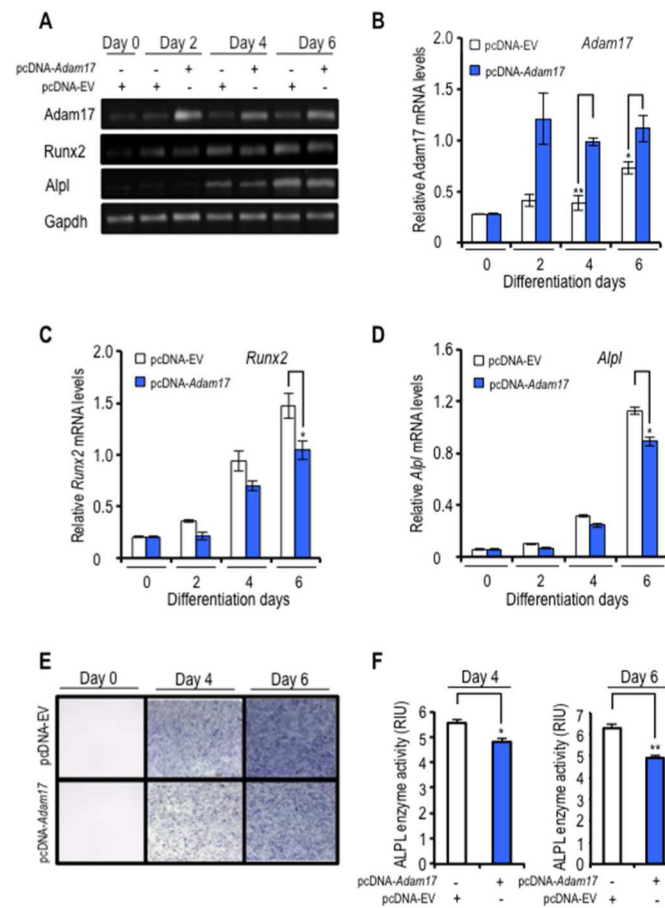 A
Day 0 Day 2 Day 4 Day 6
pcDNA-Adam17 - - + - + - +
pcDNA-EV + + - + - + -
Adam17
Runx2
Alpl
Gapdh
B
pcDNA-EV
pcDNA-Adam17
Adam17
Relative Adam17 mRNA levels
2.0
1.5
1.0
0.5
0.0
** *
0 2 4 6
Differentiation days
C
pcDNA-EV
pcDNA-Adam17
Runx2
Relative Runx2 mRNA levels
2.0
1.5
1.0
0.5
0
*
0 2 4 6
Differentiation days
D
pcDNA-EV
pcDNA-Adam17
Alpl
Relative Alpl mRNA levels
1.6
1.2
0.8
0.4
0
*
0 2 4 6
Differentiation days
E
Day 0 Day 4 Day 6
pcDNA-EV
pcDNA-Adam17
F
Day 4
ALPL enzyme activity (RIU)
6
5
4
3
2
1
0
*
pcDNA-Adam17 - +
pcDNA-EV + -
Day 6
ALPL enzyme activity (RIU)
7
6
5
4
3
2
1
0
**
pcDNA-Adam17 - +
pcDNA-EV + -